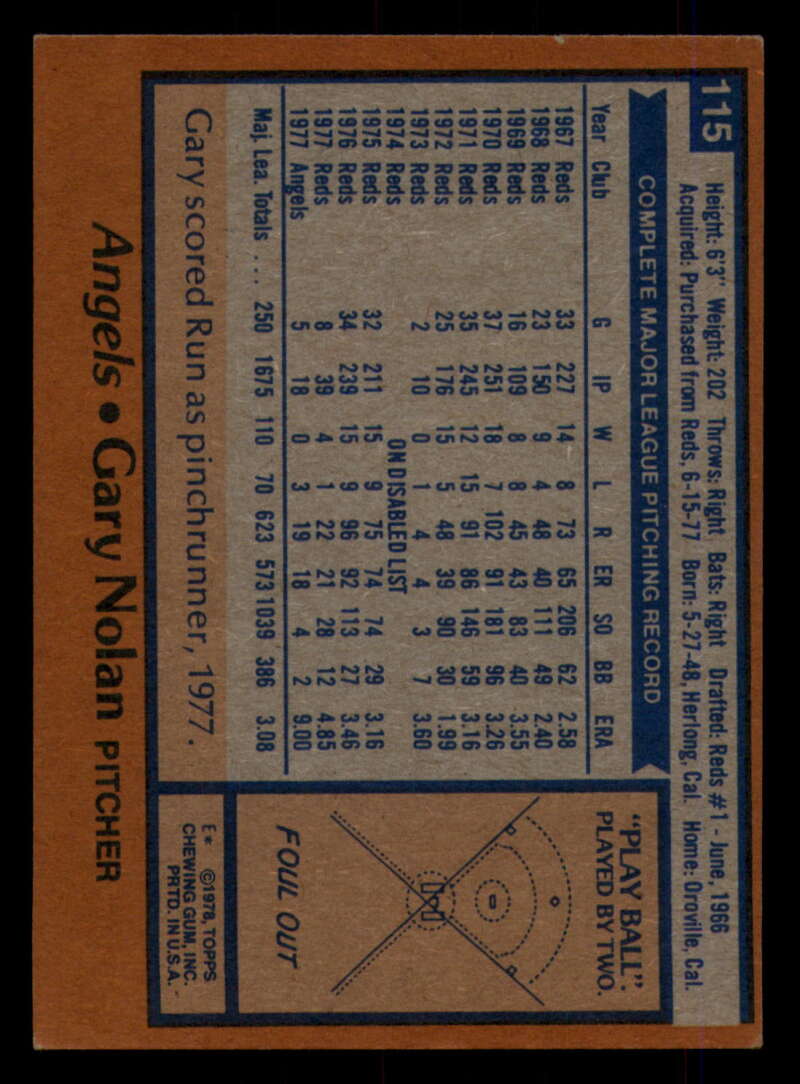 115
Height: 6'3" Weight: 202 Throws: Right Bats: Right Drafted: Reds #1 - June, 1966
Acquired: Purchased from Reds, 6-15-77 Born: 5-27-48, Herlong, Cal. Home: Oroville, Cal.
COMPLETE MAJOR LEAGUE PITCHING RECORD
Year Club G IP W L R ER SO BB ERA
1967 Reds 33 227 14 8 73 65 206 62 2.58
1968 Reds 23 150 9 4 48 40 111 49 2.40
1969 Reds 16 109 8 8 45 43 83 40 3.55
1970 Reds 37 251 18 7 102 91 181 96 3.26
1971 Reds 35 245 12 15 91 86 146 59 3.16
1972 Reds 25 176 15 5 48 39 90 30 1.99
1973 Reds 2 10 0 1 4 4 3 7 3.60
1974 Reds ON DISABLED LIST
1975 Reds 32 211 15 9 75 74 74 29 3.16
1976 Reds 34 239 15 9 96 92 113 27 3.46
1977 Reds 8 39 4 1 22 21 28 12 4.85
1977 Angels 5 18 0 3 19 18 4 2 9.00
Maj. Lea. Totals ... 250 1675 110 70 623 573 1039 386 3.08
Gary scored Run as pinchrunner, 1977.
"PLAY BALL".
PLAYED BY TWO.
FOUL OUT
E* ©1978, TOPPS
CHEWING GUM, INC.
PRTD. IN U.S.A.
Angels • Gary Nolan PITCHER